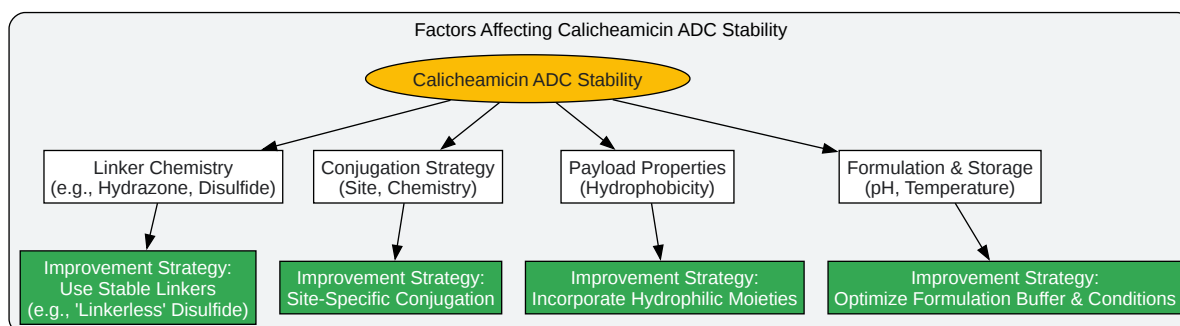 Factors Affecting Calicheamicin ADC Stability
Calicheamicin ADC Stability
Linker Chemistry
(e.g., Hydrazone, Disulfide)
Conjugation Strategy
(Site, Chemistry)
Payload Properties
(Hydrophobicity)
Formulation & Storage
(pH, Temperature)
Improvement Strategy:
Use Stable Linkers
(e.g., 'Linkerless' Disulfide)
Improvement Strategy:
Site-Specific Conjugation
Improvement Strategy:
Incorporate Hydrophilic Moieties
Improvement Strategy:
Optimize Formulation Buffer & Conditions